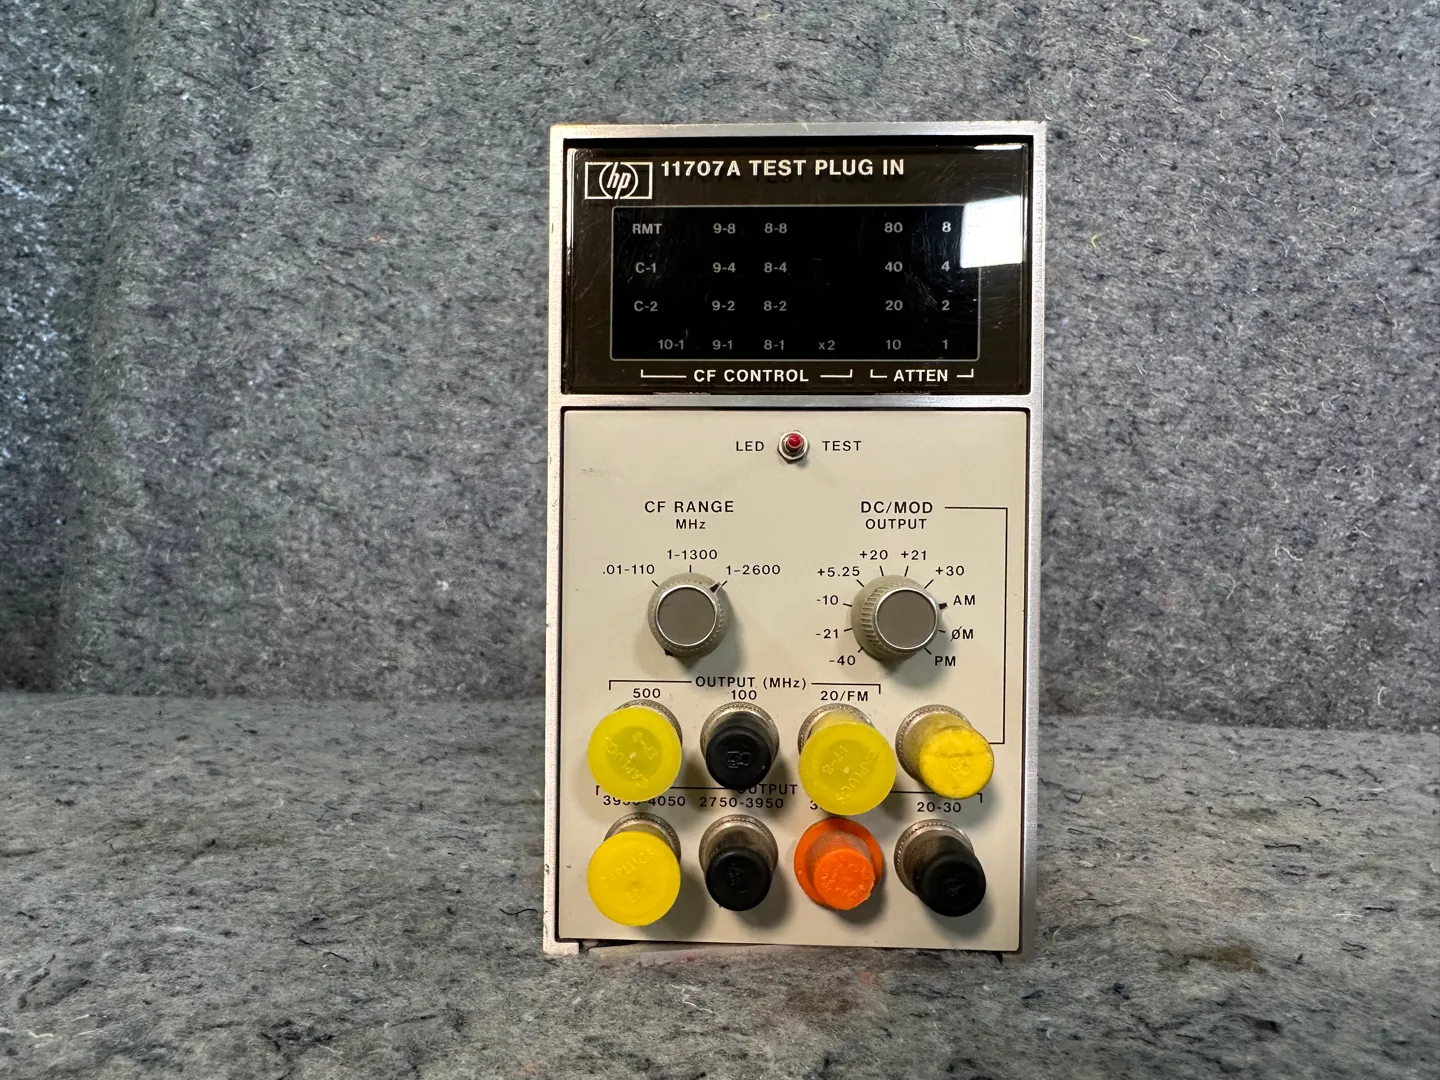 hp 11707A TEST PLUG IN
RMT 9-8 8-8 80 8
C-1 9-4 8-4 40 4
C-2 9-2 8-2 20 2
10-1 9-1 8-1 x2 10 1
CF CONTROL ATTEN
LED TEST
CF RANGE
MHz
.01-110 1-1300 1-2600
DC/MOD
OUTPUT
-40 -21 -10 +5.25 +20 +21 +30 AM ØM PM
OUTPUT (MHz)
500 100 20/FM
OUTPUT
4050 2750-3950 20-30